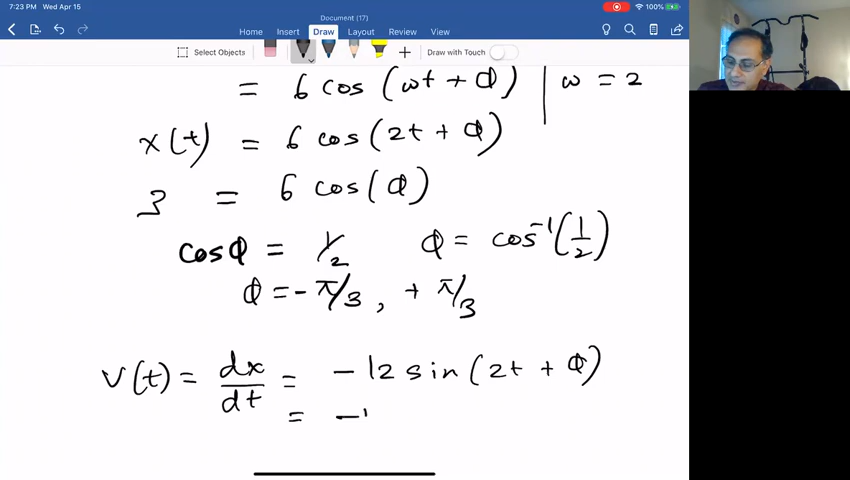 7:23 PM Wed Apr 15
100%
Document (17)
Home Insert Draw Layout Review View
Select Objects
Draw with Touch
= 6 cos (ωt + Φ) | ω = 2
x(t) = 6 cos(2t + Φ)
3 = 6 cos(Φ)
cosΦ = 1/2 Φ = cos⁻¹(1/2)
Φ = - π/3, + π/3
V(t) = dx/dt = - 12 sin(2t + Φ)
= -1